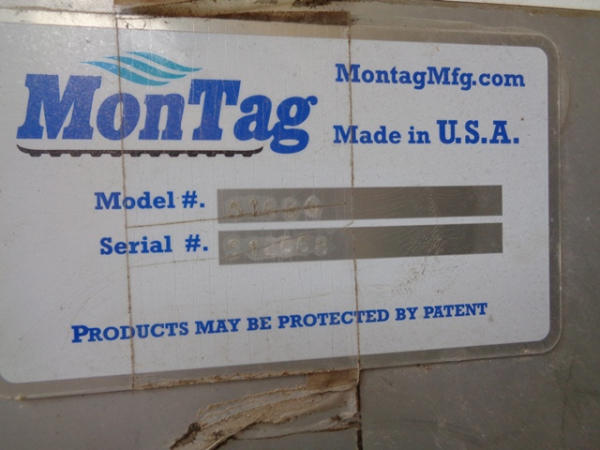 MonTag
MontagMfg.com
Made in U.S.A.
Model #.
Serial #.
PRODUCTS MAY BE PROTECTED BY PATENT